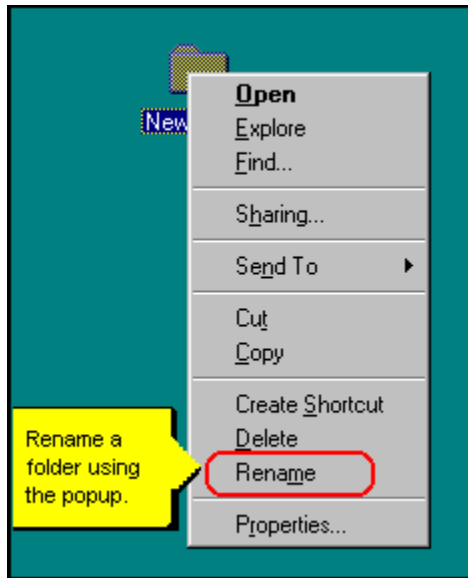 New
Open
Explore
Find...
Sharing...
Send To
Cut
Copy
Create Shortcut
Delete
Rename
Properties...
Rename a
folder using
the popup.